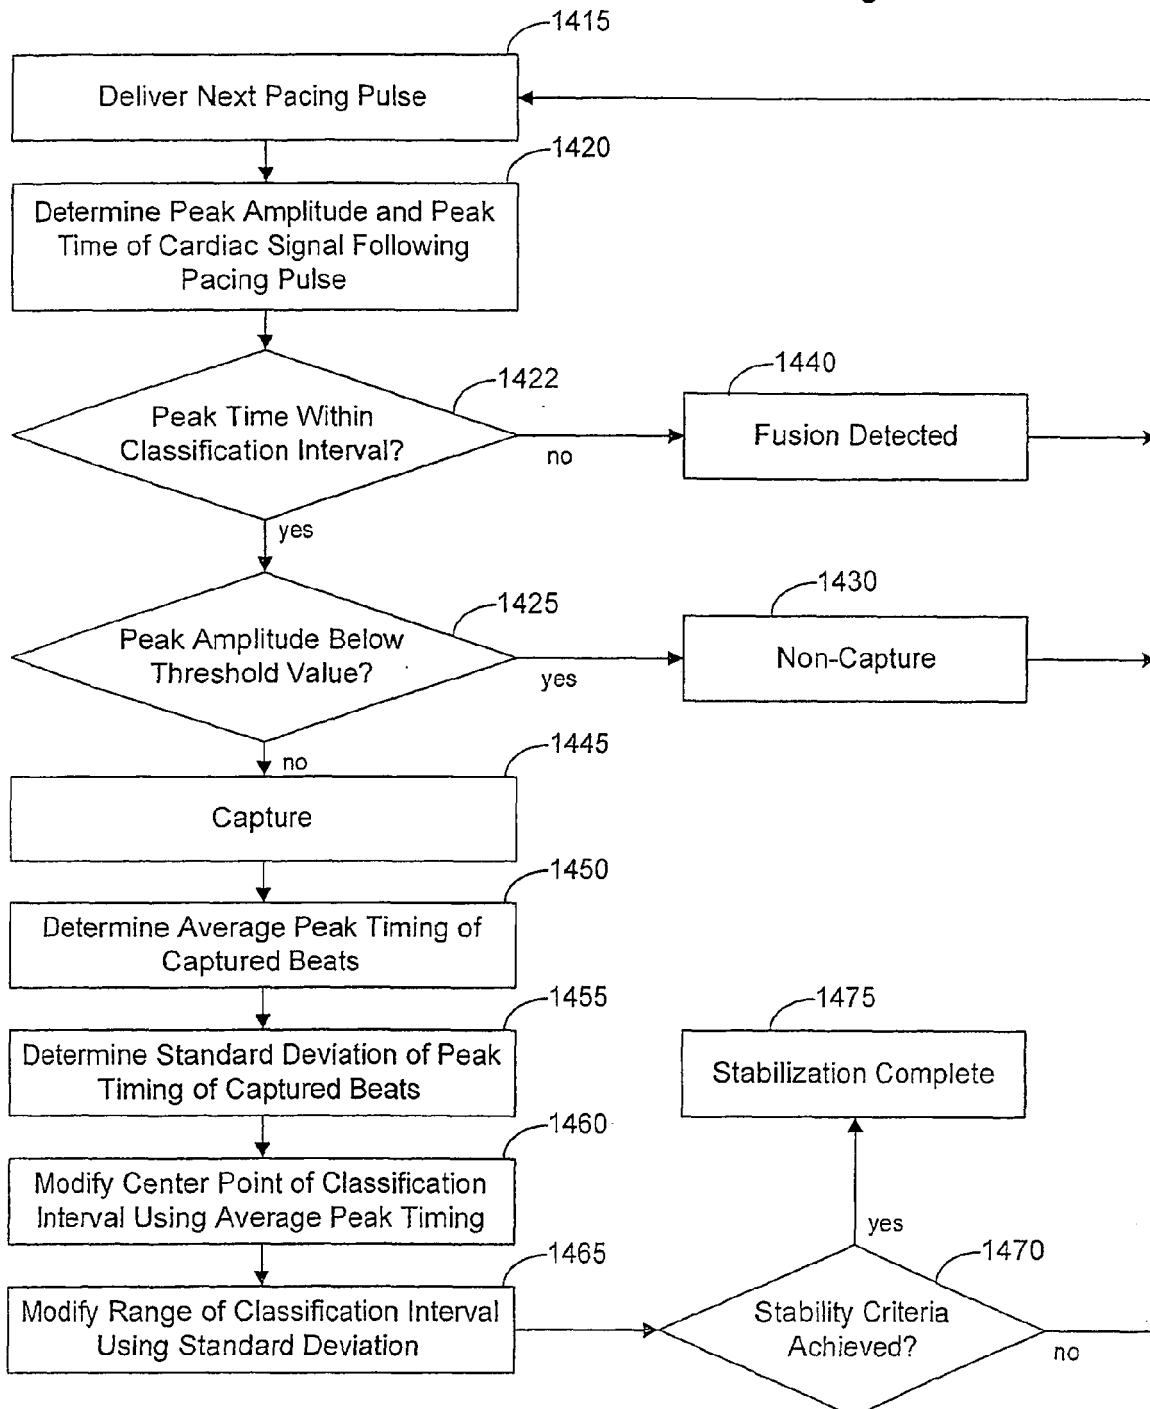 1415
Deliver Next Pacing Pulse
1420
Determine Peak Amplitude and Peak
Time of Cardiac Signal Following
Pacing Pulse
1422
Peak Time Within
Classification Interval?
no
1440
Fusion Detected
yes
1425
Peak Amplitude Below
Threshold Value?
yes
1430
Non-Capture
no
1445
Capture
1450
Determine Average Peak Timing of
Captured Beats
1455
Determine Standard Deviation of Peak
Timing of Captured Beats
1460
Modify Center Point of Classification
Interval Using Average Peak Timing
1465
Modify Range of Classification Interval
Using Standard Deviation
1475
Stabilization Complete
yes
1470
Stability Criteria
Achieved?
no